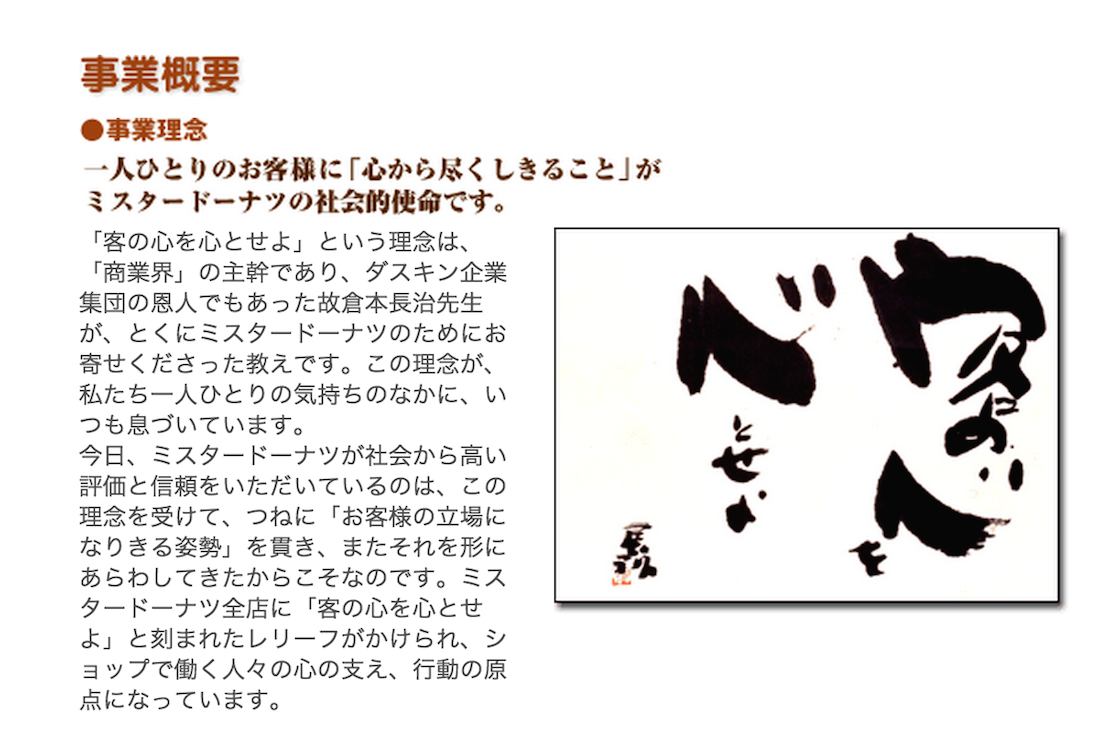 事業概要
●事業理念
一人ひとりのお客様に「心から尽くしきること」が
ミスタードーナツの社会的使命です。
「客の心を心とせよ」という理念は、
「商業界」の主幹であり、ダスキン企業
集団の恩人でもあった故倉本長治先生
が、とくにミスタードーナツのためにお
寄せくださった教えです。この理念が、
私たち一人ひとりの気持ちのなかに、い
つも息づいています。
今日、ミスタードーナツが社会から高い
評価と信頼をいただいているのは、この
理念を受けて、つねに「お客様の立場に
なりきる姿勢」を貫き、またそれを形に
あらわしてきたからこそなのです。ミス
タードーナツ全店に「客の心を心とせ
よ」と刻まれたレリーフがかけられ、シ
ョップで働く人々の心の支え、行動の原
点になっています。
客の心を
心とせよ
長治